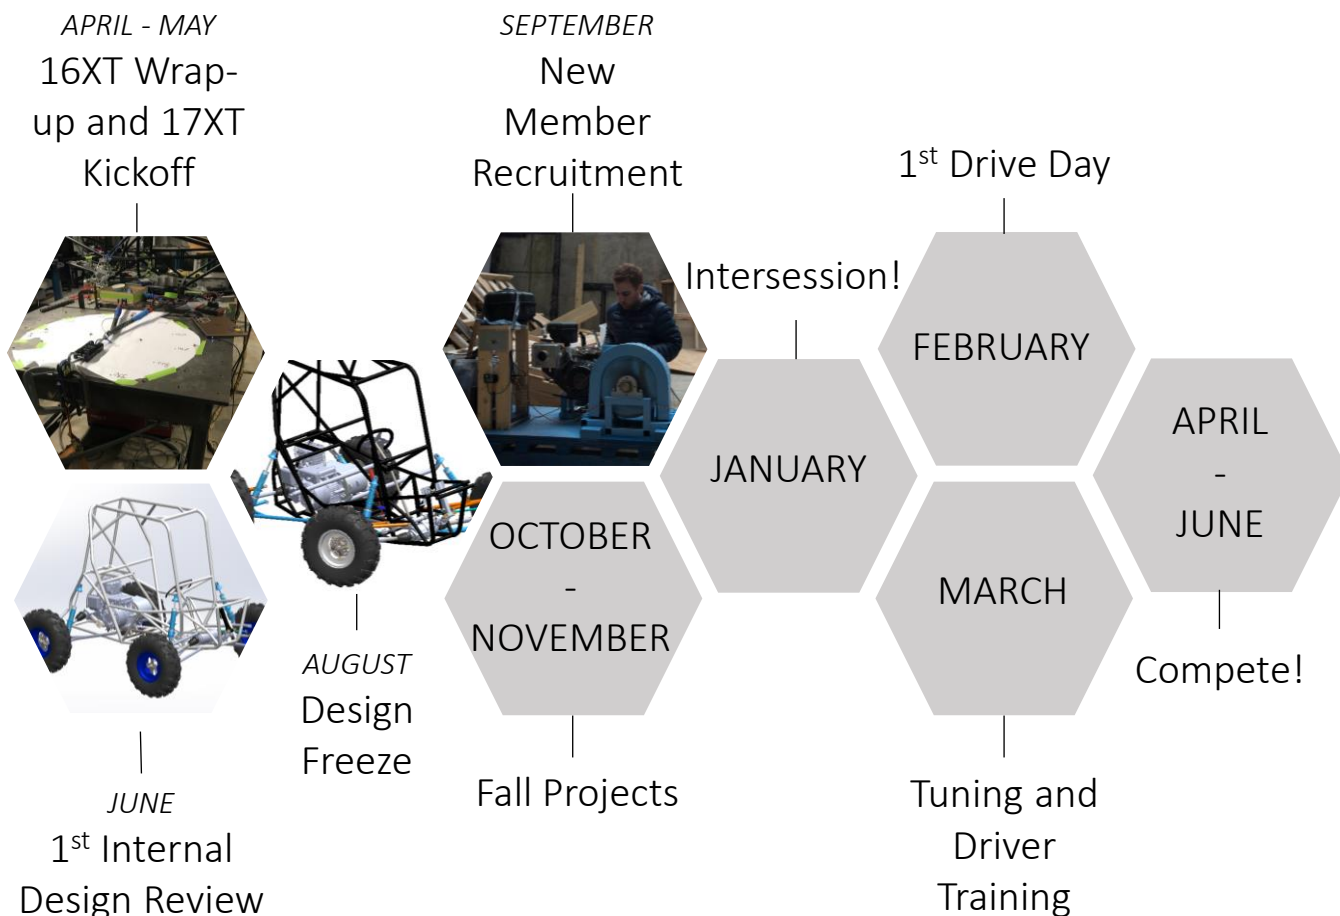 APRIL - MAY
16XT Wrap-
up and 17XT
Kickoff
JUNE
1st Internal
Design Review
AUGUST
Design
Freeze
SEPTEMBER
New
Member
Recruitment
OCTOBER
-
NOVEMBER
Fall Projects
Intersession!
JANUARY
1st Drive Day
FEBRUARY
MARCH
Tuning and
Driver
Training
APRIL
-
JUNE
Compete!